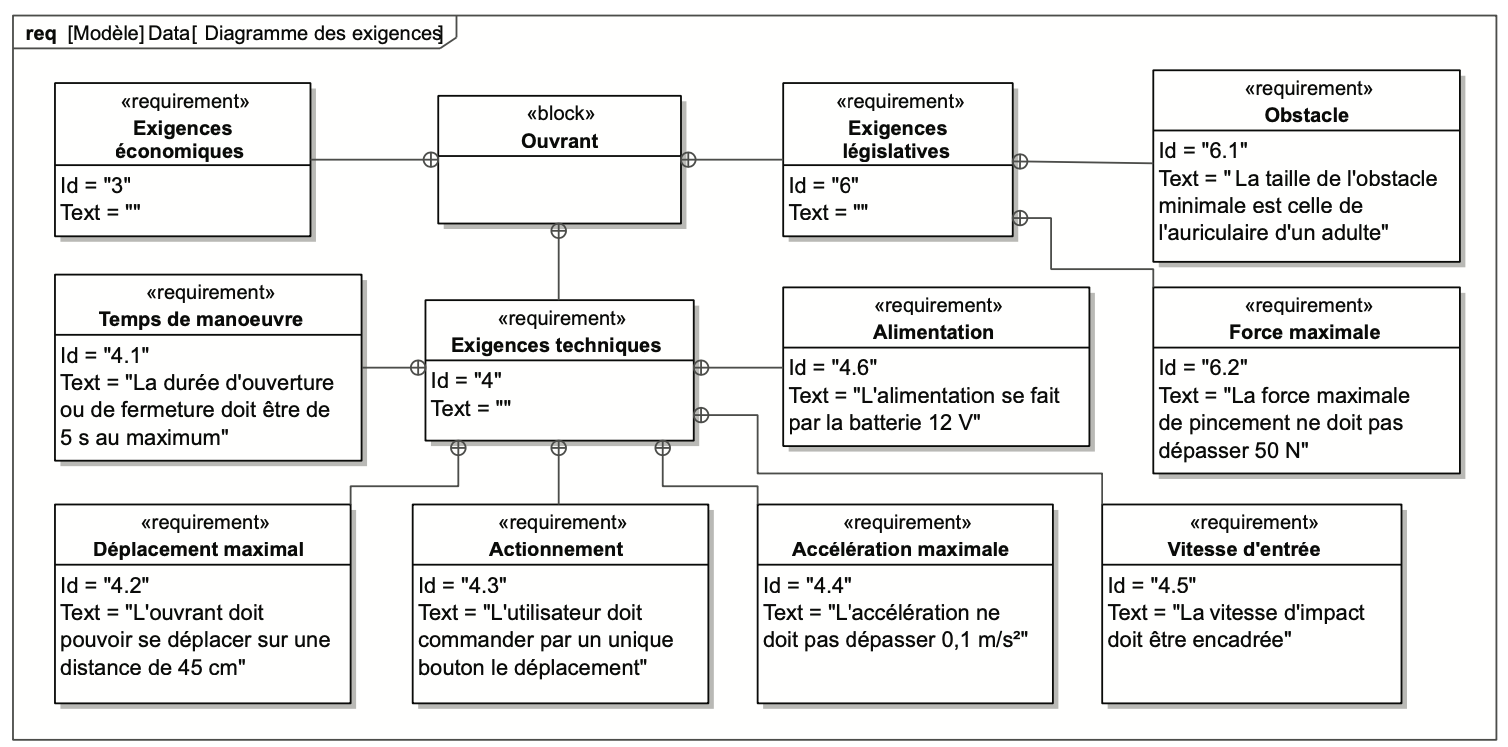 req [Modèle] Data[ Diagramme des exigences]
«requirement»
Exigences
économiques
Id = "3"
Text = ""
«block»
Ouvrant
«requirement»
Exigences
législatives
Id = "6"
Text = ""
«requirement»
Obstacle
Id = "6.1"
Text = " La taille de l'obstacle
minimale est celle de
l'auriculaire d'un adulte"
«requirement»
Temps de manoeuvre
Id = "4.1"
Text = "La durée d'ouverture
ou de fermeture doit être de
5 s au maximum"
«requirement»
Exigences techniques
Id = "4"
Text = ""
«requirement»
Alimentation
Id = "4.6"
Text = "L'alimentation se fait
par la batterie 12 V"
«requirement»
Force maximale
Id = "6.2"
Text = "La force maximale
de pincement ne doit pas
dépasser 50 N"
«requirement»
Déplacement maximal
Id = "4.2"
Text = "L'ouvrant doit
pouvoir se déplacer sur une
distance de 45 cm"
«requirement»
Actionnement
Id = "4.3"
Text = "L'utilisateur doit
commander par un unique
bouton le déplacement"
«requirement»
Accélération maximale
Id = "4.4"
Text = "L'accélération ne
doit pas dépasser 0,1 m/s²"
«requirement»
Vitesse d'entrée
Id = "4.5"
Text = "La vitesse d'impact
doit être encadrée"